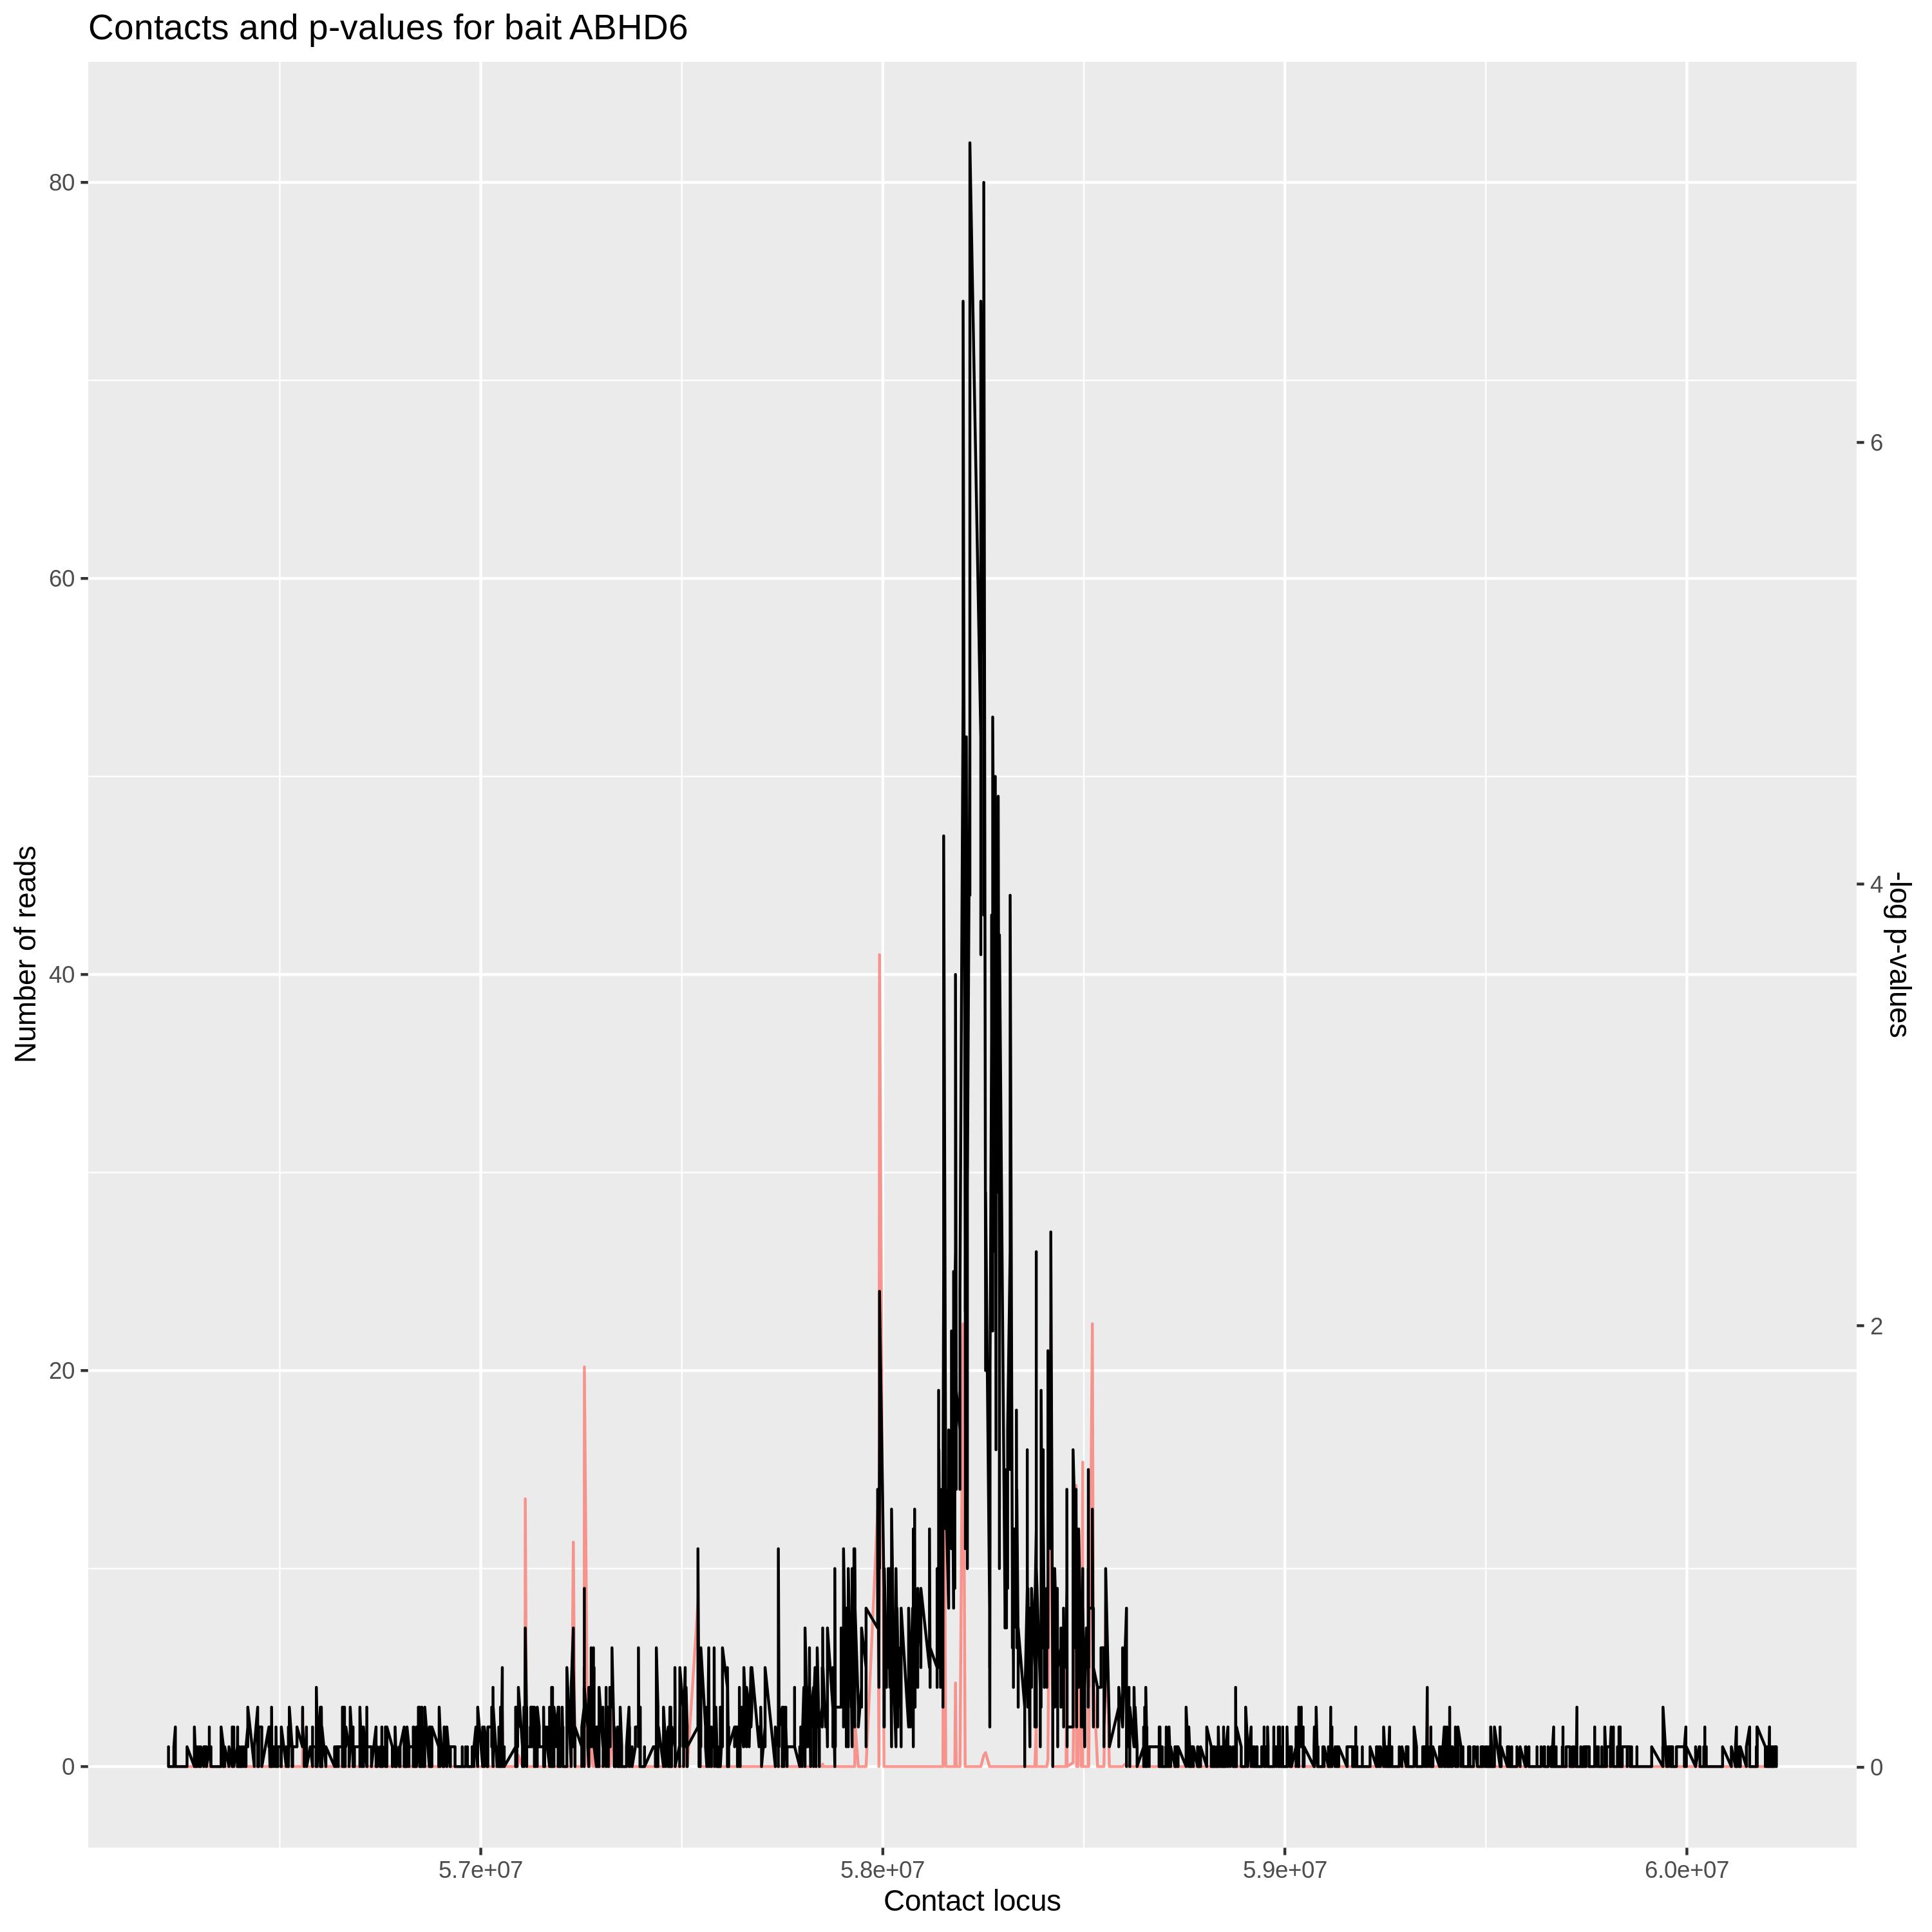 Contacts and p-values for bait ABHD6
80
60
40
20
0
Number of reads
6
4
2
0
-log p-values
5.7e+07 5.8e+07 5.9e+07 6.0e+07
Contact locus